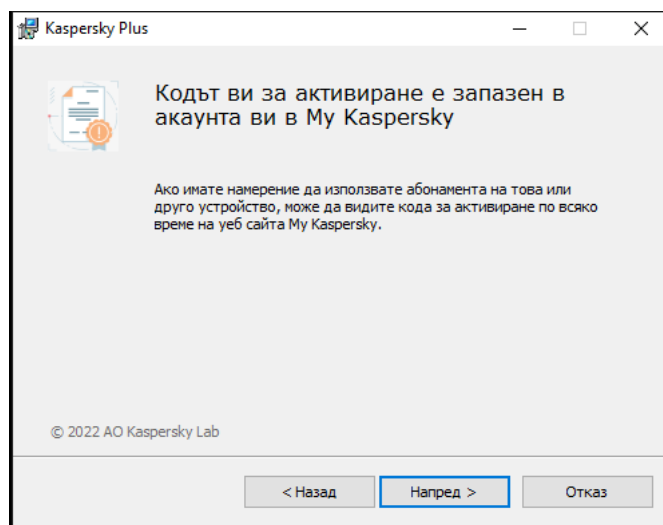 Kaspersky Plus
Кодът ви за активиране е запазен в
акаунта ви в My Kaspersky
Ако имате намерение да използвате абонамента на това или
друго устройство, може да видите кода за активиране по всяко
време на уеб сайта My Kaspersky.
© 2022 АО Kaspersky Lab
< Назад
Напред >
Отказ